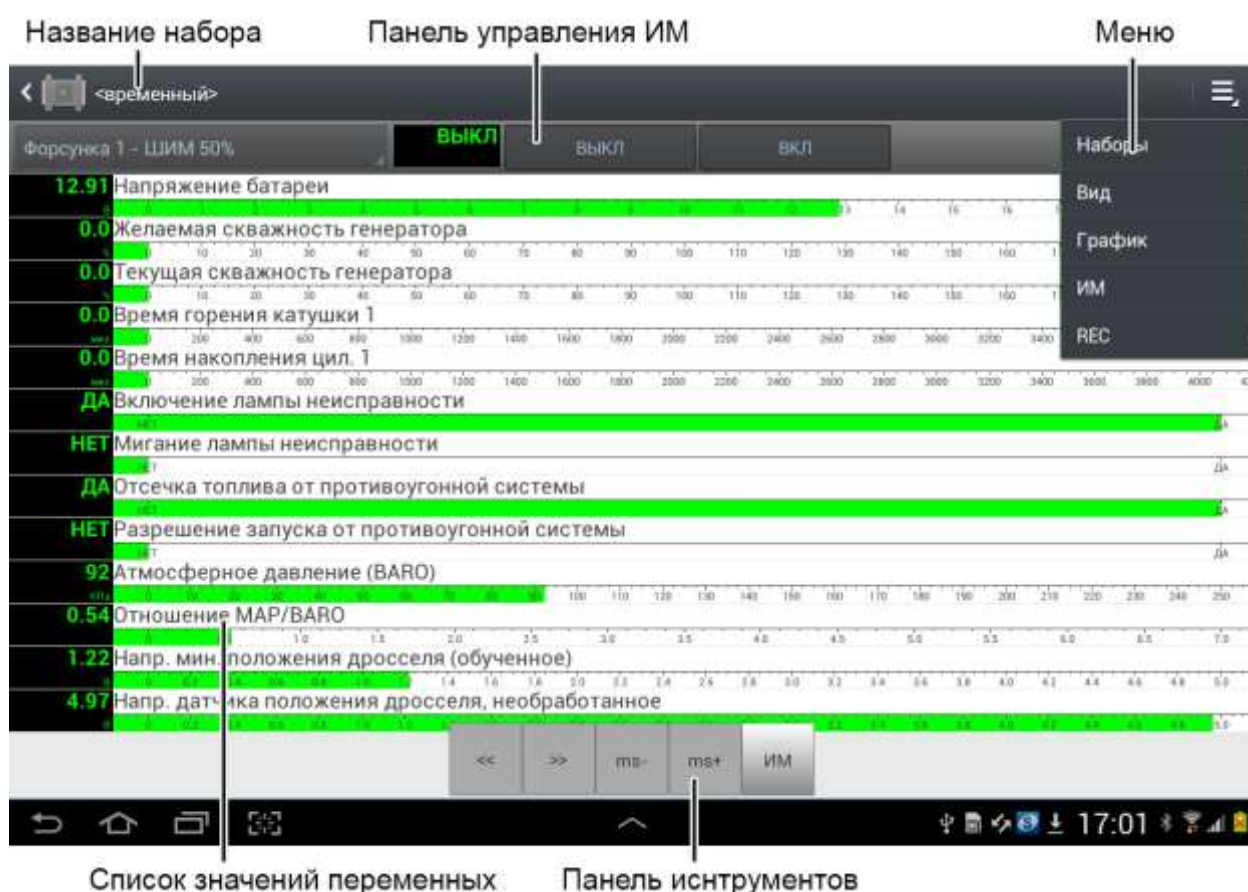 Название набора Панель управления ИМ Меню
<временный>
Форсунка 1 - ШИМ 50% ВЫКЛ ВЫКЛ ВКЛ
Наборы
Вид
График
ИМ
REC
12.91 Напряжение батареи
0.0 Желаемая скважность генератора
0.0 Текущая скважность генератора
0.0 Время горения катушки 1
0.0 Время накопления цил. 1
ДА Включение лампы неисправности
НЕТ Мигание лампы неисправности
ДА Отсечка топлива от противоугонной системы
НЕТ Разрешение запуска от противоугонной системы
92 Атмосферное давление (BARO)
0.54 Отношение MAP/BARO
1.22 Напр. мин. положения дросселя (обученное)
4.97 Напр. датчика положения дросселя, необработанное
<< >> ms- ms+ ИМ
17:01
Список значений переменных Панель иснтрументов